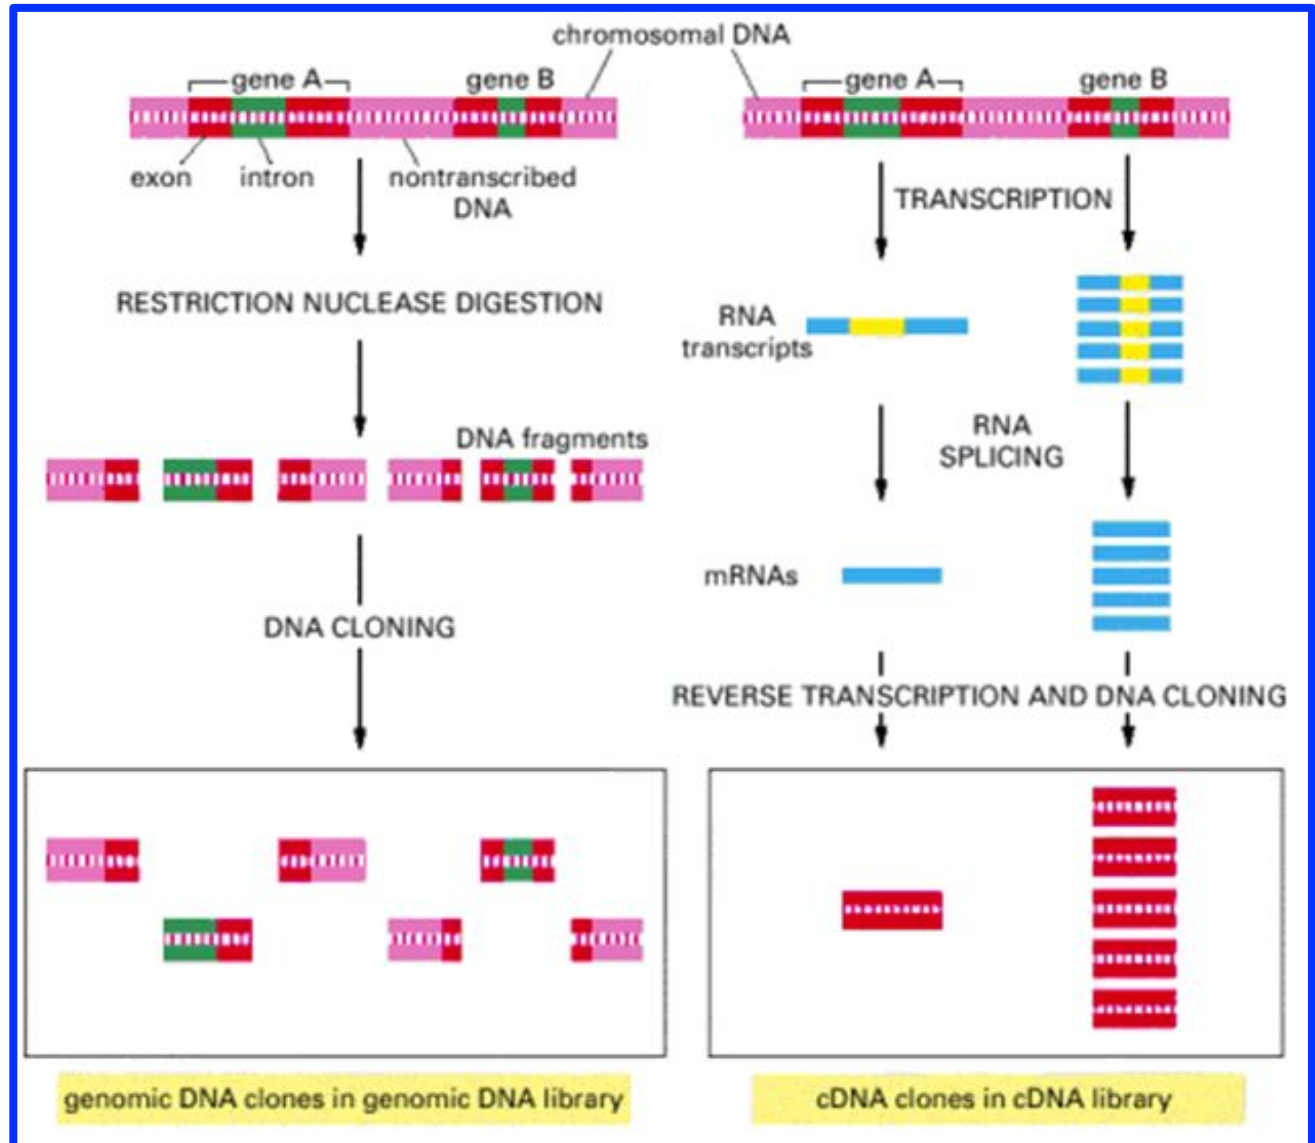 chromosomal DNA
gene A
gene B
exon
intron
nontranscribed
DNA
RESTRICTION NUCLEASE DIGESTION
DNA fragments
DNA CLONING
genomic DNA clones in genomic DNA library
gene A
gene B
TRANSCRIPTION
RNA
transcripts
RNA
SPLICING
mRNAs
REVERSE TRANSCRIPTION AND DNA CLONING
cDNA clones in cDNA library